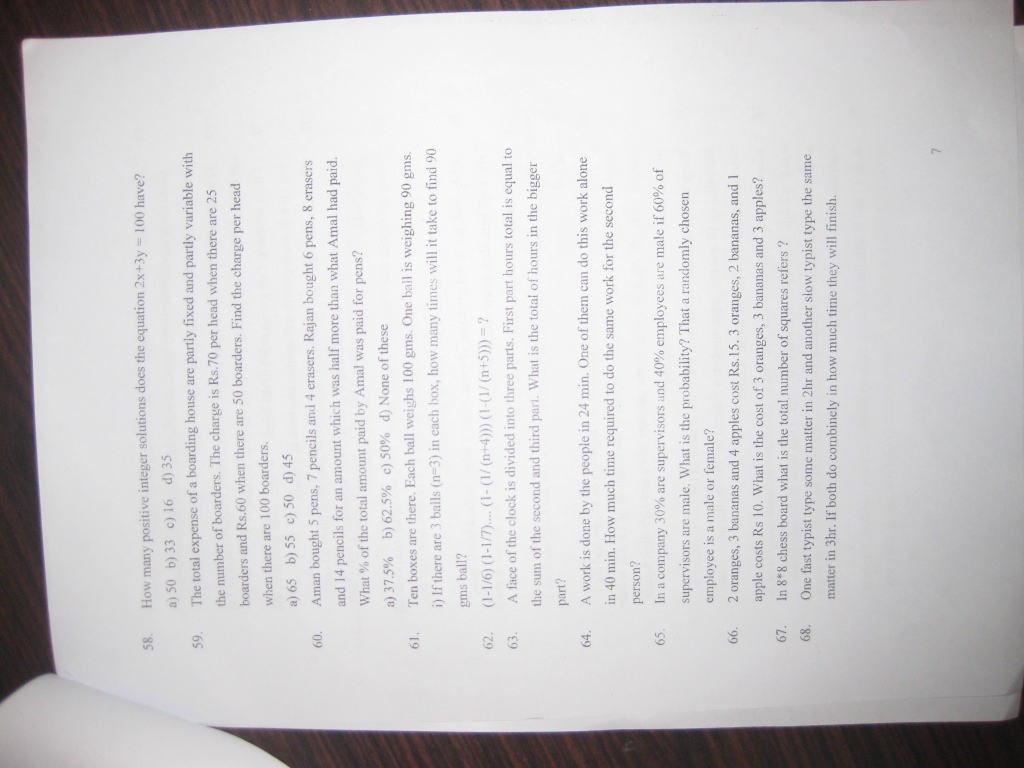 58. How many positive integer solutions does the equation 2x+3y = 100 have?
a) 50 b) 33 c) 16 d) 35
59. The total expense of a boarding house are partly fixed and partly variable with
the number of boarders. The charge is Rs.70 per head when there are 25
boarders and Rs.60 when there are 50 boarders. Find the charge per head
when there are 100 boarders.
a) 65 b) 55 c) 50 d) 45
60. Aman bought 5 pens, 7 pencils and 4 erasers. Rajan bought 6 pens, 8 erasers
and 14 pencils for an amount which was half more than what Amal had paid.
What % of the total amount paid by Amal was paid for pens?
a) 37.5% b) 62.5% c) 50% d) None of these
61. Ten boxes are there. Each ball weighs 100 gms. One ball is weighing 90 gms.
i) If there are 3 balls (n=3) in each box, how many times will it take to find 90
gms ball?
62. (1-1/6) (1-1/7).... (1- (1/ (n+4))) (1-(1/ (n+5))) = ?
63. A face of the clock is divided into three parts. First part hours total is equal to
the sum of the second and third part. What is the total of hours in the bigger
part?
64. A work is done by the people in 24 min. One of them can do this work alone
in 40 min. How much time required to do the same work for the second
person?
65. In a company 30% are supervisors and 40% employees are male if 60% of
supervisors are male. What is the probability? That a randomly chosen
employee is a male or female?
66. 2 oranges, 3 bananas and 4 apples cost Rs.15. 3 oranges, 2 bananas, and 1
apple costs Rs 10. What is the cost of 3 oranges, 3 bananas and 3 apples?
67. In 8*8 chess board what is the total number of squares refers ?
68. One fast typist type some matter in 2hr and another slow typist type the same
matter in 3hr. If both do combinely in how much time they will finish.
7